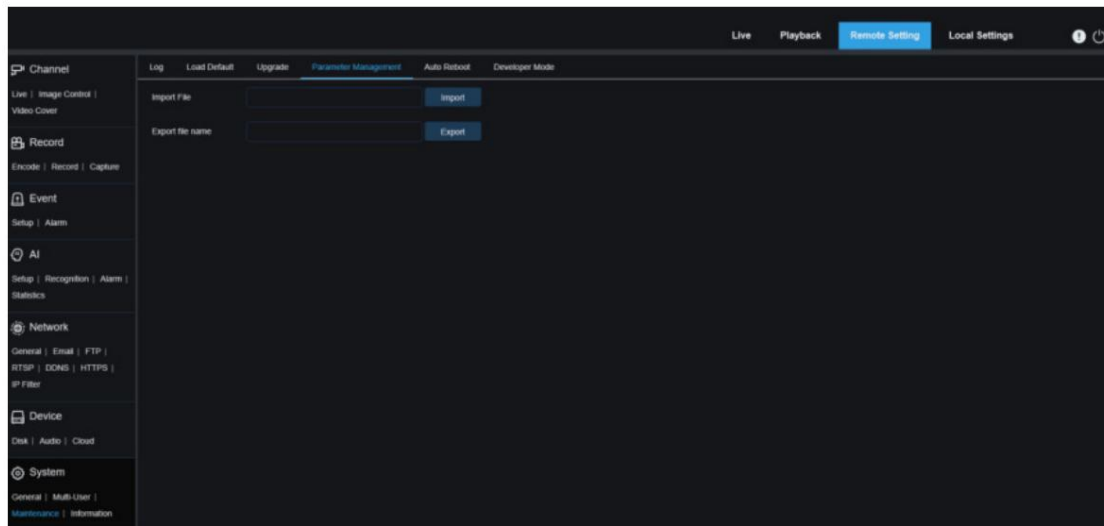 Live Playback Remote Setting Local Settings
Channel
Live | Image Control |
Video Cover
Record
Encode | Record | Capture
Event
Setup | Alarm
AI
Setup | Recognition | Alarm |
Statistics
Network
General | Email | FTP |
RTSP | DDNS | HTTPS |
IP Filter
Device
Disk | Audio | Cloud
System
General | Multi-User |
Maintenance | Information
Log Load Default Upgrade Parameter Management Auto Reboot Developer Mode
Import File Import
Export file name Export